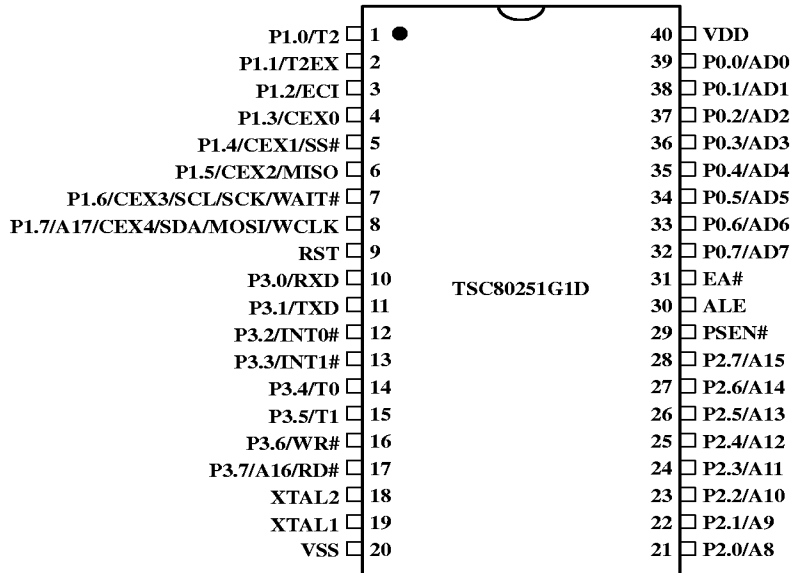 P1.0/T2 1 40 VDD
P1.1/T2EX 2 39 P0.0/AD0
P1.2/ECI 3 38 P0.1/AD1
P1.3/CEX0 4 37 P0.2/AD2
P1.4/CEX1/SS# 5 36 P0.3/AD3
P1.5/CEX2/MISO 6 35 P0.4/AD4
P1.6/CEX3/SCL/SCK/WAIT# 7 34 P0.5/AD5
P1.7/A17/CEX4/SDA/MOSI/WCLK 8 33 P0.6/AD6
RST 9 32 P0.7/AD7
P3.0/RXD 10 31 EA#
TSC80251G1D
P3.1/TXD 11 30 ALE
P3.2/INT0# 12 29 PSEN#
P3.3/INT1# 13 28 P2.7/A15
P3.4/T0 14 27 P2.6/A14
P3.5/T1 15 26 P2.5/A13
P3.6/WR# 16 25 P2.4/A12
P3.7/A16/RD# 17 24 P2.3/A11
XTAL2 18 23 P2.2/A10
XTAL1 19 22 P2.1/A9
VSS 20 21 P2.0/A8